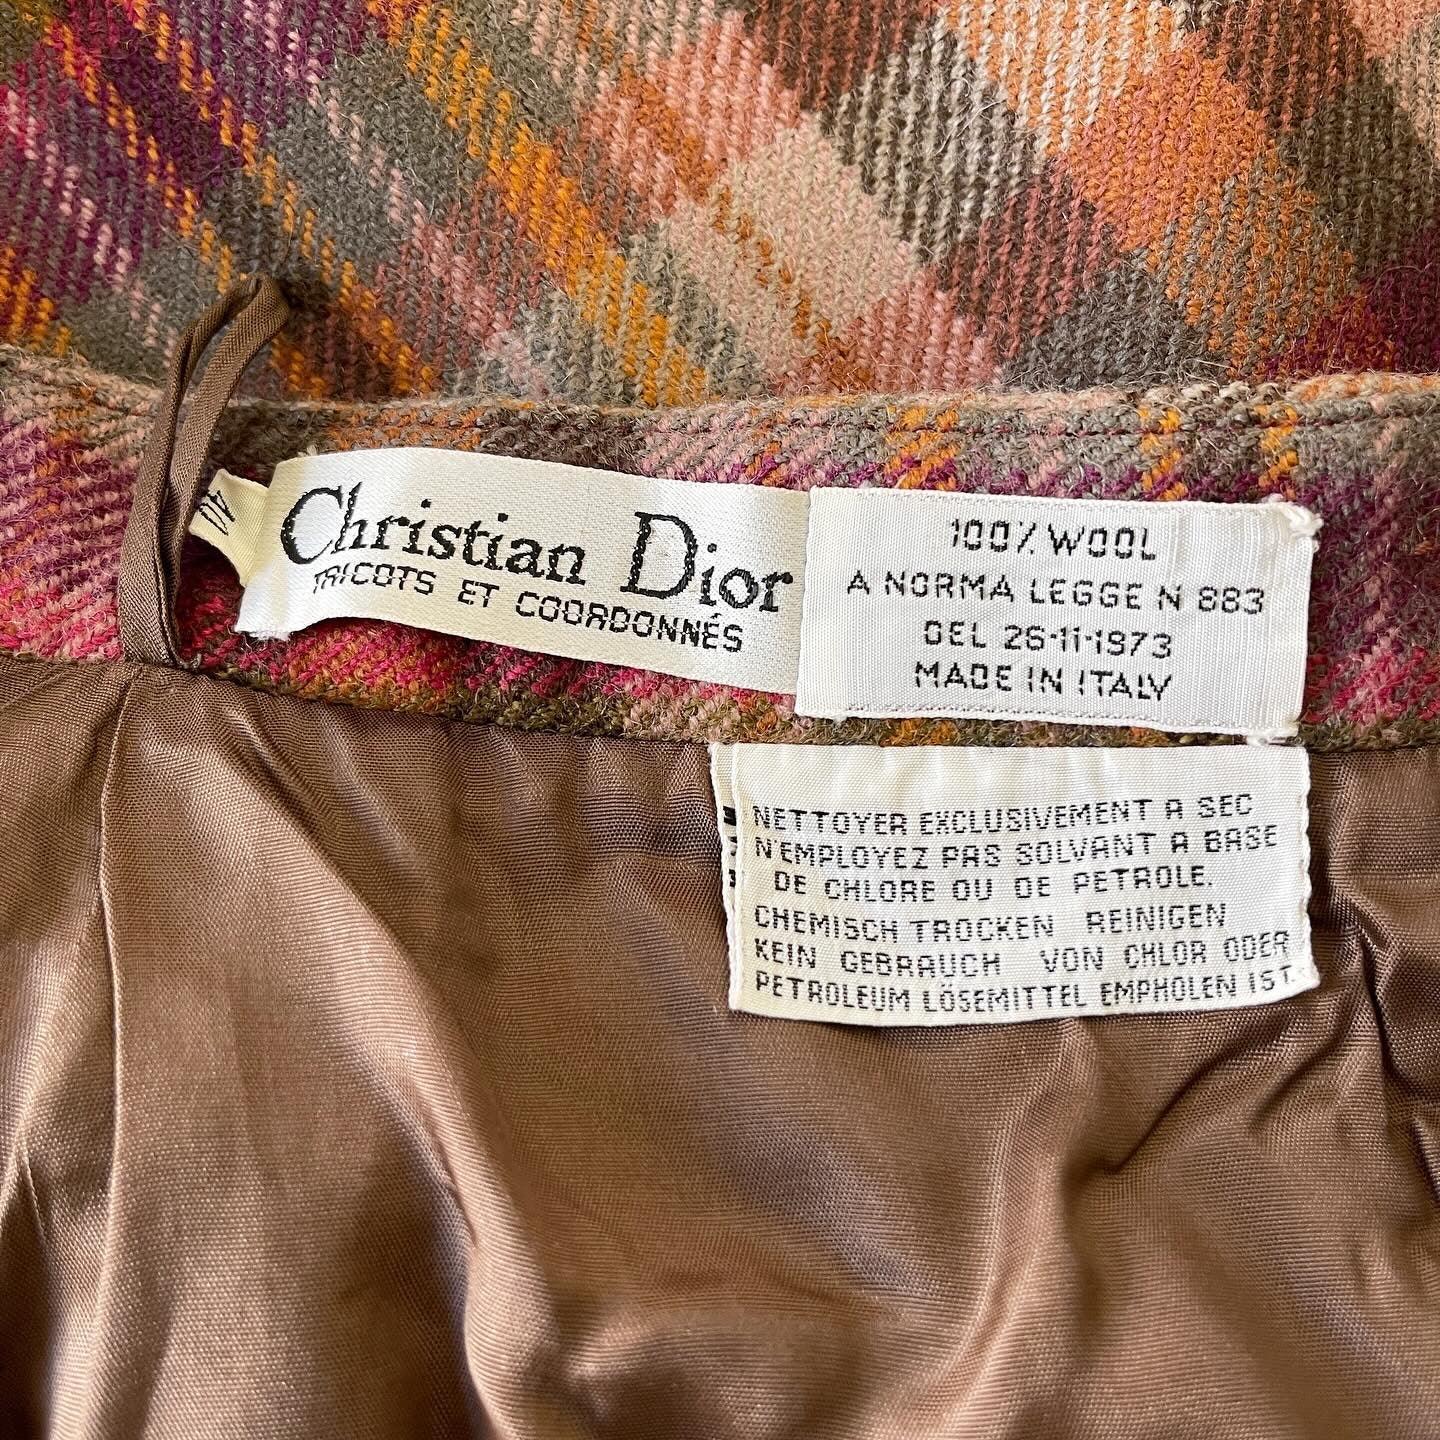 40
Christian Dior
TRICOTS ET COORDONNÉS
100% WOOL
A NORMA LEGGE N 883
DEL 26-11-1973
MADE IN ITALY
NETTOYER EXCLUSIVEMENT A SEC
N'EMPLOYEZ PAS SOLVANT A BASE
DE CHLORE OU DE PETROLE.
CHEMISCH TROCKEN REINIGEN
KEIN GEBRAUCH VON CHLOR ODER
PETROLEUM LÖSEMITTEL EMPHOLEN IST.